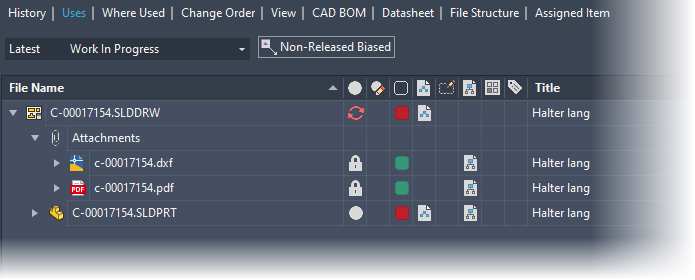 History | Uses | Where Used | Change Order | View | CAD BOM | Datasheet | File Structure | Assigned Item
Latest Work In Progress Non-Released Biased
File Name Title
C-00017154.SLDDRW Halter lang
Attachments
c-00017154.dxf Halter lang
PDF c-00017154.pdf Halter lang
C-00017154.SLDPRT Halter lang